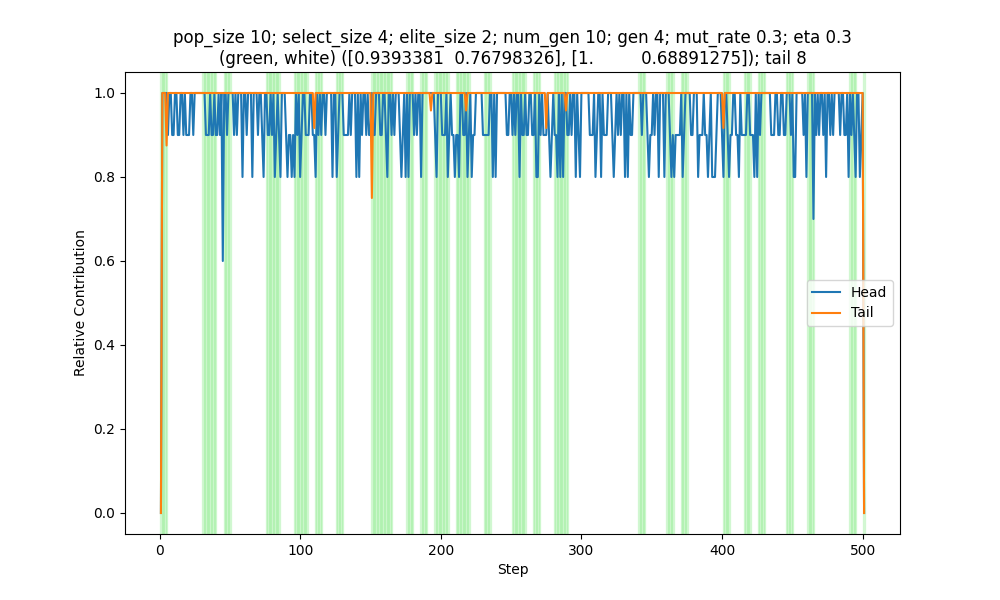 pop_size 10; select_size 4; elite_size 2; num_gen 10; gen 4; mut_rate 0.3; eta 0.3
(green, white) ([0.9393381  0.76798326], [1.         0.68891275]); tail 8
1.0
0.8
0.6
0.4
0.2
0.0
Relative Contribution
Head
Tail
0
100
200
300
400
500
Step